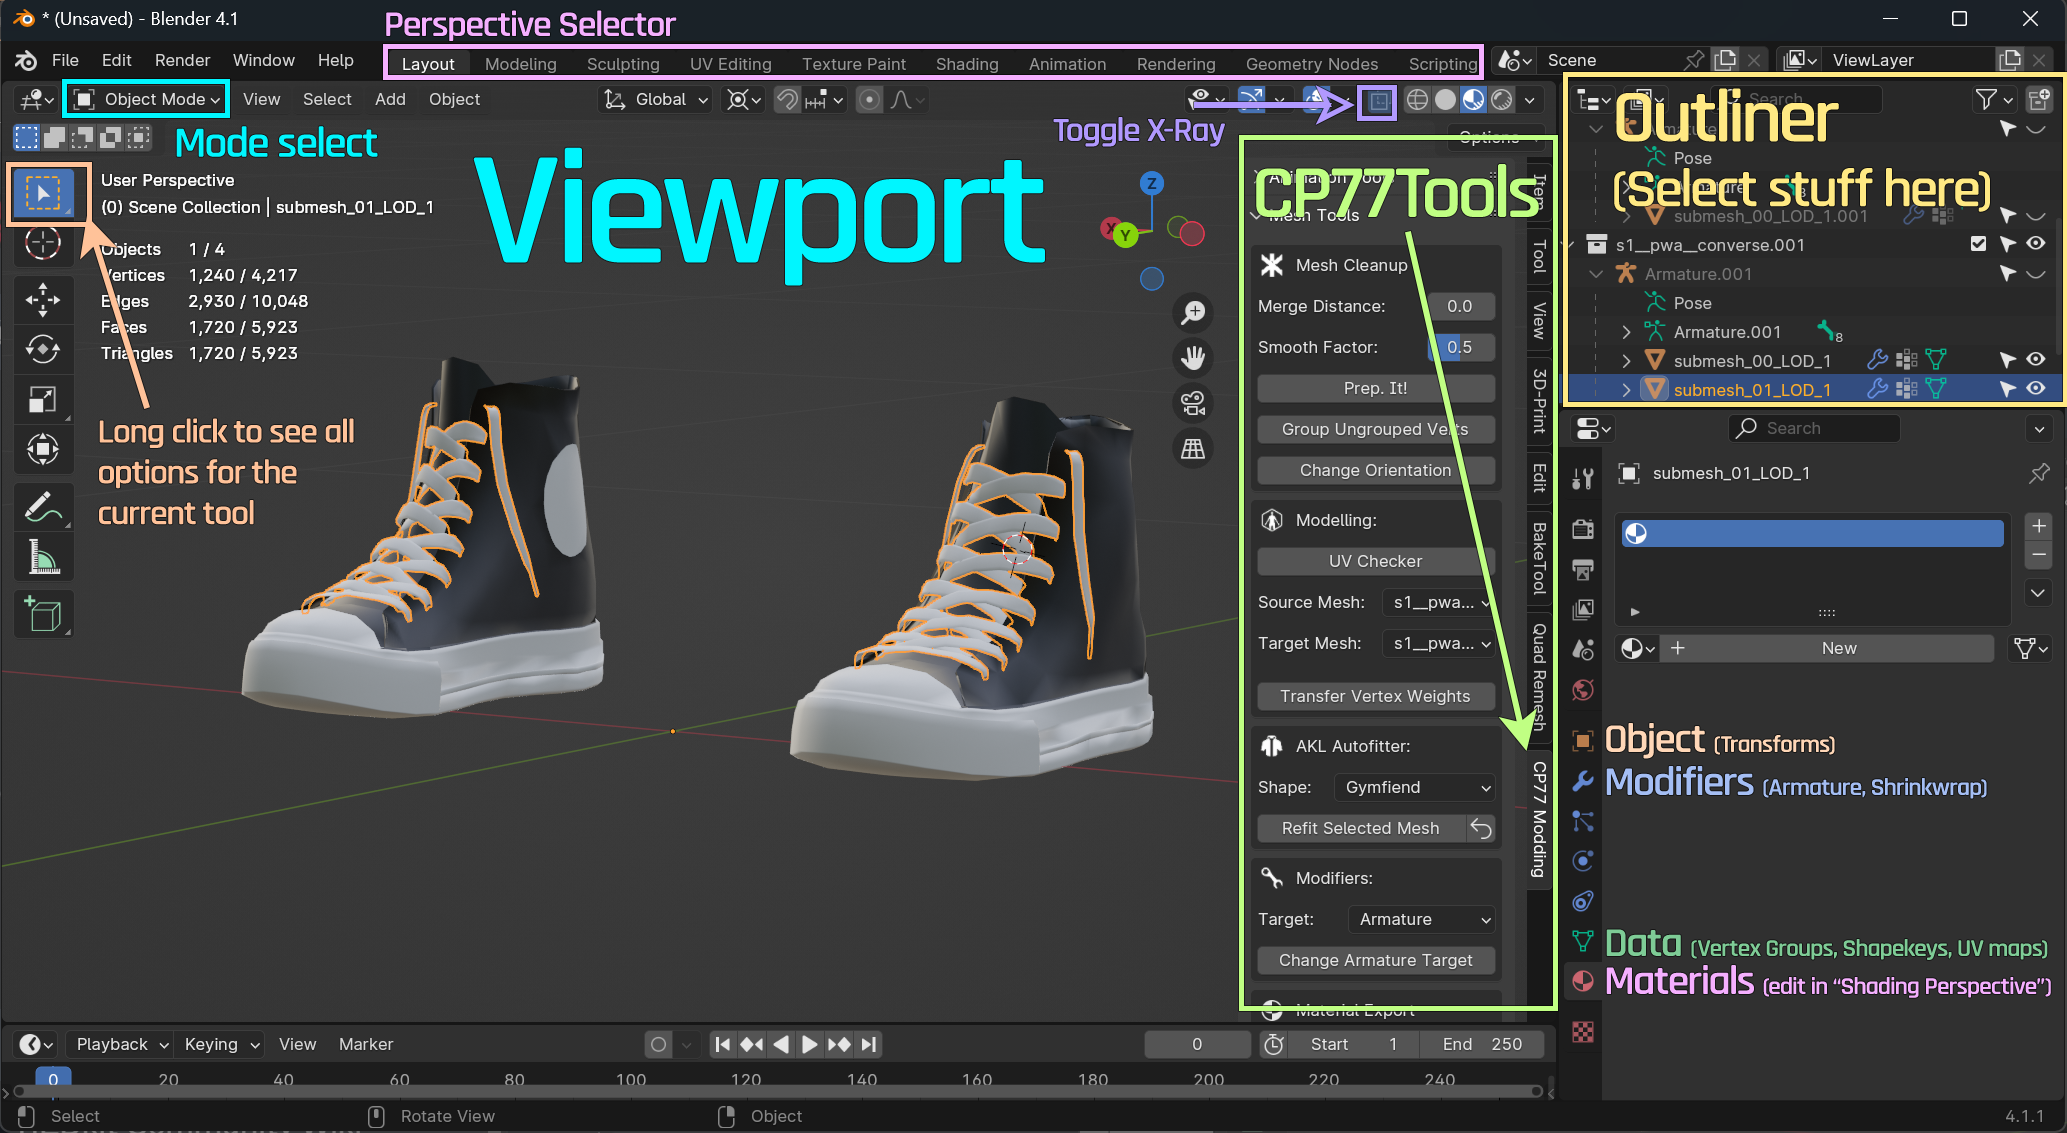 * (Unsaved) - Blender 4.1
Perspective Selector
File Edit Render Window Help
Layout Modeling Sculpting UV Editing Texture Paint Shading Animation Rendering Geometry Nodes Scripting
Scene
ViewLayer
Object Mode View Select Add Object
Global
Mode select
Toggle X-Ray
Options
Viewport
User Perspective
(0) Scene Collection | submesh_01_LOD_1
Objects 1 / 4
Vertices 1,240 / 4,217
Edges 2,930 / 10,048
Faces 1,720 / 5,923
Triangles 1,720 / 5,923
Long click to see all
options for the
current tool
Z
X
Y
CP77Tools
Mesh Tools
Mesh Cleanup
Merge Distance: 0.0
Smooth Factor: 0.5
Prep. It!
Group Ungrouped Verts
Change Orientation
Modelling:
UV Checker
Source Mesh: s1__pwa...
Target Mesh: s1__pwa...
Transfer Vertex Weights
AKL Autofitter:
Shape: Gymfiend
Refit Selected Mesh
Modifiers:
Target: Armature
Change Armature Target
Material Export
Item
Tool
View
3D-Print
Edit
BakeTool
Quad Remesh
CP77 Modding
Search
Outliner
(Select stuff here)
Armature
Pose
Armature
submesh_00_LOD_1.001
s1__pwa__converse.001
Armature.001
Pose
Armature.001 8
submesh_00_LOD_1
submesh_01_LOD_1
Search
submesh_01_LOD_1
New
Object (Transforms)
Modifiers (Armature, Shrinkwrap)
Data (Vertex Groups, Shapekeys, UV maps)
Materials (edit in “Shading Perspective”)
Playback Keying View Marker
0
Start 1
End 250
0 20 40 60 80 100 120 140 160 180 200 220 240
Select
Rotate View
Object
4.1.1